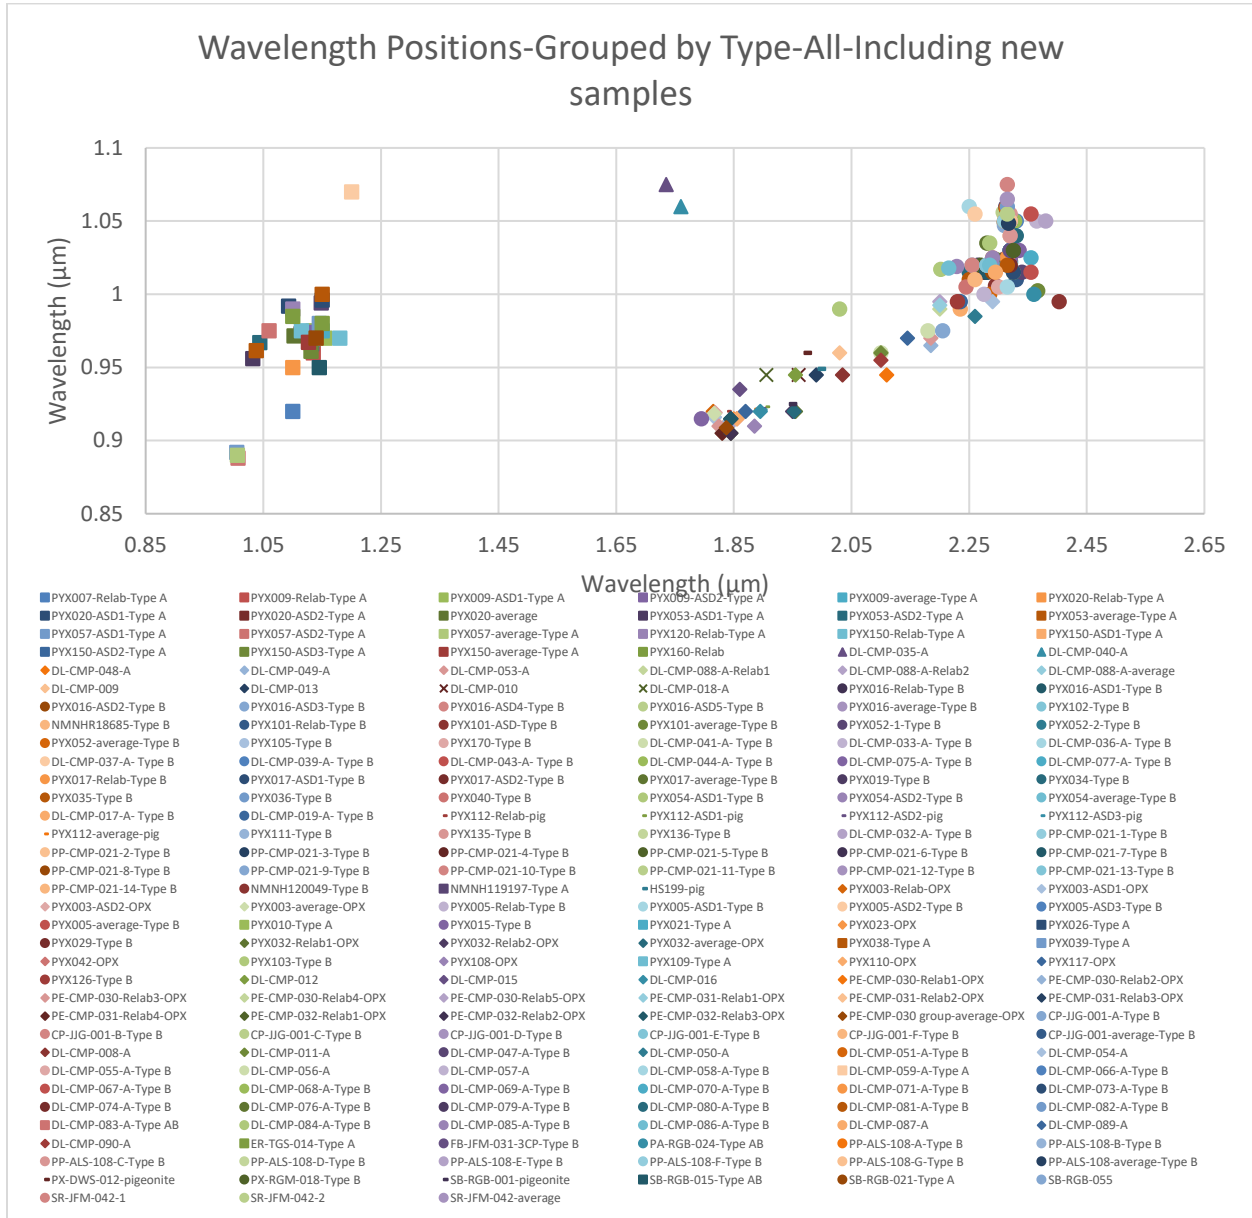 Wavelength Positions-Grouped by Type-All-Including new
samples
Wavelength (µm)
1.1
1.05
1
0.95
0.9
0.85
0.85 1.05 1.25 1.45 1.65 1.85 2.05 2.25 2.45 2.65
Wavelength (µm)
PYX007-Relab-Type A PYX009-Relab-Type A PYX009-ASD1-Type A PYX009-ASD2-Type A PYX009-average-Type A PYX020-Relab-Type A
PYX020-ASD1-Type A PYX020-ASD2-Type A PYX020-average PYX053-ASD1-Type A PYX053-ASD2-Type A PYX053-average-Type A
PYX057-ASD1-Type A PYX057-ASD2-Type A PYX057-average-Type A PYX120-Relab-Type A PYX150-Relab-Type A PYX150-ASD1-Type A
PYX150-ASD2-Type A PYX150-ASD3-Type A PYX150-average-Type A PYX160-Relab DL-CMP-035-A DL-CMP-040-A
DL-CMP-048-A DL-CMP-049-A DL-CMP-053-A DL-CMP-088-A-Relab1 DL-CMP-088-A-Relab2 DL-CMP-088-A-average
DL-CMP-009 DL-CMP-013 DL-CMP-010 DL-CMP-018-A PYX016-Relab-Type B PYX016-ASD1-Type B
PYX016-ASD2-Type B PYX016-ASD3-Type B PYX016-ASD4-Type B PYX016-ASD5-Type B PYX016-average-Type B PYX102-Type B
NMNHR18685-Type B PYX101-Relab-Type B PYX101-ASD-Type B PYX101-average-Type B PYX052-1-Type B PYX052-2-Type B
PYX052-average-Type B PYX105-Type B PYX170-Type B DL-CMP-041-A- Type B DL-CMP-033-A- Type B DL-CMP-036-A- Type B
DL-CMP-037-A- Type B DL-CMP-039-A- Type B DL-CMP-043-A- Type B DL-CMP-044-A- Type B DL-CMP-075-A- Type B DL-CMP-077-A- Type B
PYX017-Relab-Type B PYX017-ASD1-Type B PYX017-ASD2-Type B PYX017-average-Type B PYX019-Type B PYX034-Type B
PYX035-Type B PYX036-Type B PYX040-Type B PYX054-ASD1-Type B PYX054-ASD2-Type B PYX054-average-Type B
DL-CMP-017-A- Type B DL-CMP-019-A- Type B PYX112-Relab-pig PYX112-ASD1-pig PYX112-ASD2-pig PYX112-ASD3-pig
PYX112-average-pig PYX111-Type B PYX135-Type B PYX136-Type B DL-CMP-032-A- Type B PP-CMP-021-1-Type B
PP-CMP-021-2-Type B PP-CMP-021-3-Type B PP-CMP-021-4-Type B PP-CMP-021-5-Type B PP-CMP-021-6-Type B PP-CMP-021-7-Type B
PP-CMP-021-8-Type B PP-CMP-021-9-Type B PP-CMP-021-10-Type B PP-CMP-021-11-Type B PP-CMP-021-12-Type B PP-CMP-021-13-Type B
PP-CMP-021-14-Type B NMNH120049-Type B NMNH119197-Type A HS199-pig PYX003-Relab-OPX PYX003-ASD1-OPX
PYX003-ASD2-OPX PYX003-average-OPX PYX005-Relab-Type B PYX005-ASD1-Type B PYX005-ASD2-Type B PYX005-ASD3-Type B
PYX005-average-Type B PYX010-Type A PYX015-Type B PYX021-Type A PYX023-OPX PYX026-Type A
PYX029-Type B PYX032-Relab1-OPX PYX032-Relab2-OPX PYX032-average-OPX PYX038-Type A PYX039-Type A
PYX042-OPX PYX103-Type B PYX108-OPX PYX109-Type A PYX110-OPX PYX117-OPX
PYX126-Type B DL-CMP-012 DL-CMP-015 DL-CMP-016 PE-CMP-030-Relab1-OPX PE-CMP-030-Relab2-OPX
PE-CMP-030-Relab3-OPX PE-CMP-030-Relab4-OPX PE-CMP-030-Relab5-OPX PE-CMP-031-Relab1-OPX PE-CMP-031-Relab2-OPX PE-CMP-031-Relab3-OPX
PE-CMP-031-Relab4-OPX PE-CMP-032-Relab1-OPX PE-CMP-032-Relab2-OPX PE-CMP-032-Relab3-OPX PE-CMP-030 group-average-OPX CP-JJG-001-A-Type B
CP-JJG-001-B-Type B CP-JJG-001-C-Type B CP-JJG-001-D-Type B CP-JJG-001-E-Type B CP-JJG-001-F-Type B CP-JJG-001-average-Type B
DL-CMP-008-A DL-CMP-011-A DL-CMP-047-A-Type B DL-CMP-050-A DL-CMP-051-A-Type B DL-CMP-054-A
DL-CMP-055-A-Type B DL-CMP-056-A DL-CMP-057-A DL-CMP-058-A-Type B DL-CMP-059-A-Type A DL-CMP-066-A-Type B
DL-CMP-067-A-Type B DL-CMP-068-A-Type B DL-CMP-069-A-Type B DL-CMP-070-A-Type B DL-CMP-071-A-Type B DL-CMP-073-A-Type B
DL-CMP-074-A-Type B DL-CMP-076-A-Type B DL-CMP-079-A-Type B DL-CMP-080-A-Type B DL-CMP-081-A-Type B DL-CMP-082-A-Type B
DL-CMP-083-A-Type AB DL-CMP-084-A-Type B DL-CMP-085-A-Type B DL-CMP-086-A-Type B DL-CMP-087-A DL-CMP-089-A
DL-CMP-090-A ER-TGS-014-Type A FB-JFM-031-3CP-Type B PA-RGB-024-Type AB PP-ALS-108-A-Type B PP-ALS-108-B-Type B
PP-ALS-108-C-Type B PP-ALS-108-D-Type B PP-ALS-108-E-Type B PP-ALS-108-F-Type B PP-ALS-108-G-Type B PP-ALS-108-average-Type B
PX-DWS-012-pigeonite PX-RGM-018-Type B SB-RGB-001-pigeonite SB-RGB-015-Type AB SB-RGB-021-Type A SB-RGB-055
SR-JFM-042-1 SR-JFM-042-2 SR-JFM-042-average